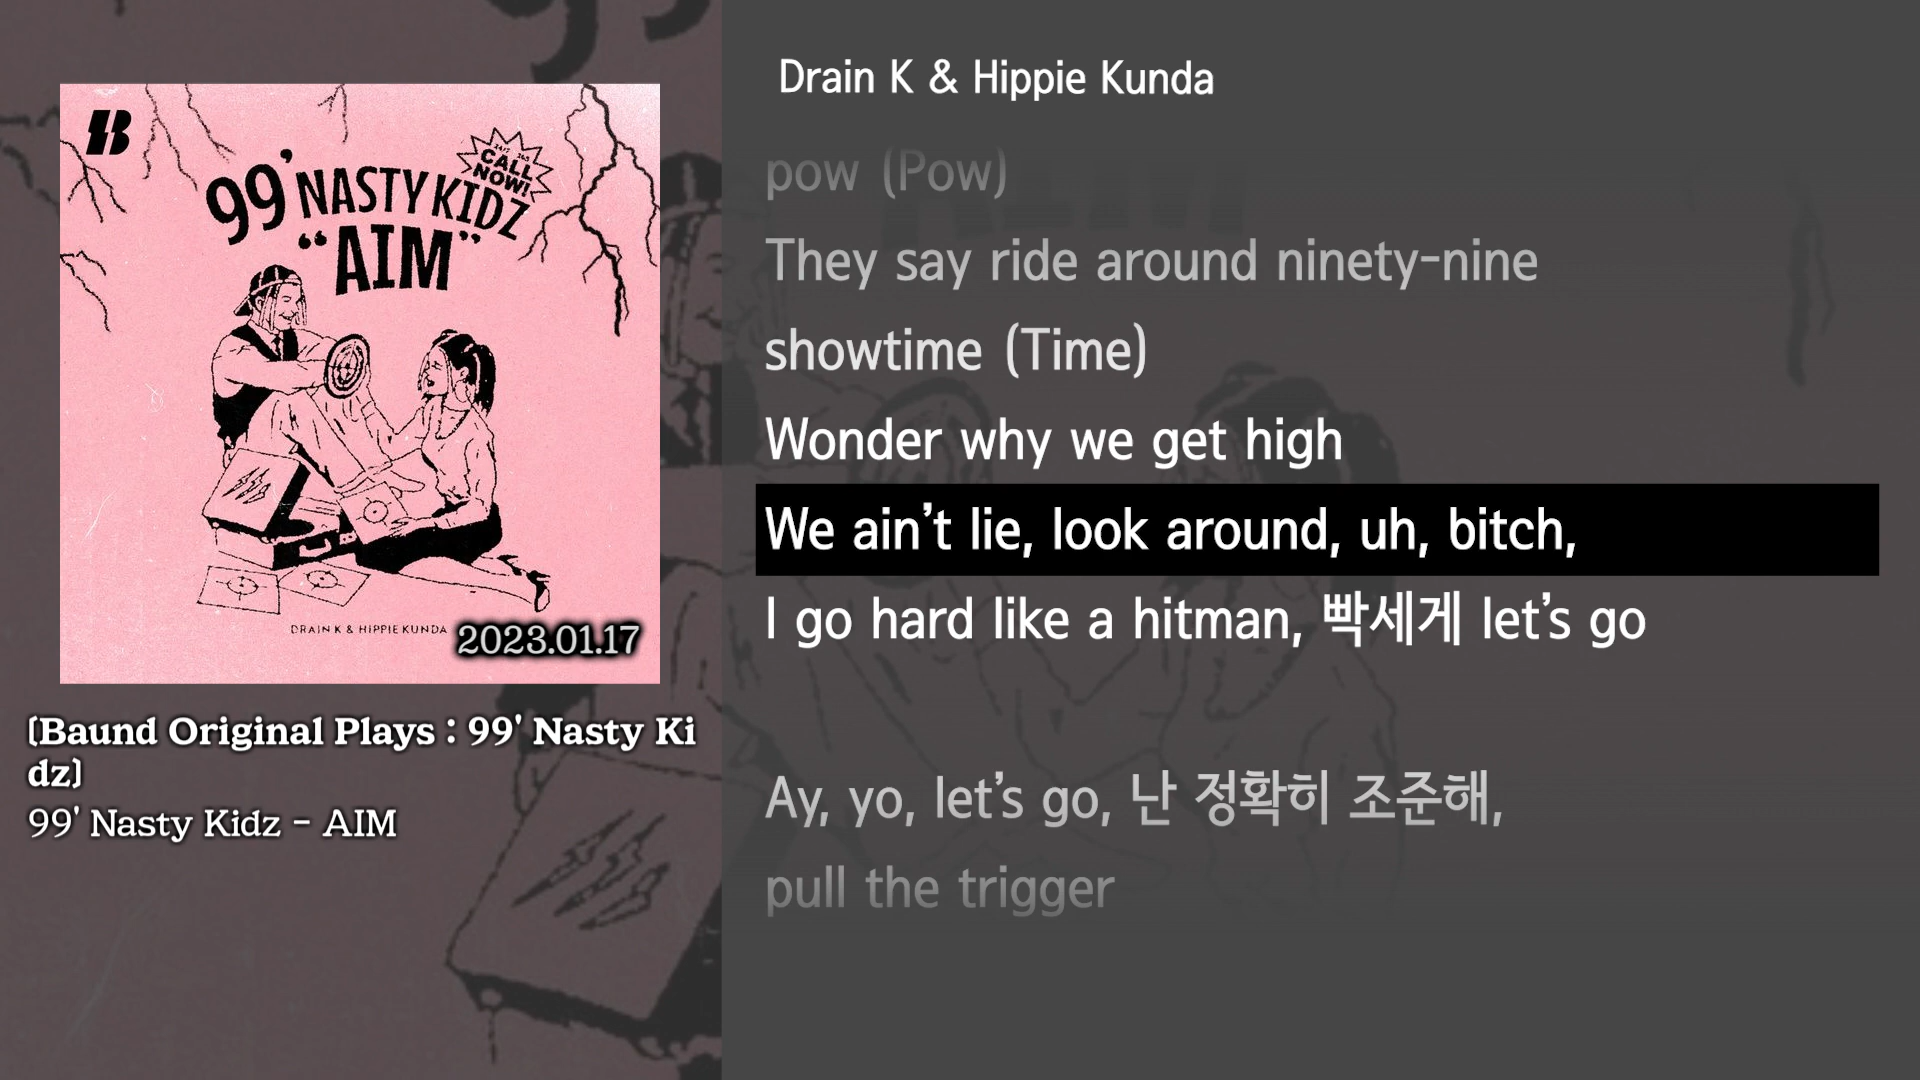 B
24/7 365
CALL
NOW!
99' NASTY KIDZ
“AIM”
DRAIN K & HIPPIE KUNDA
2023.01.17
[Baund Original Plays : 99' Nasty Ki
dz]
99' Nasty Kidz - AIM
Drain K & Hippie Kunda
pow (Pow)
They say ride around ninety-nine
showtime (Time)
Wonder why we get high
We ain’t lie, look around, uh, bitch,
I go hard like a hitman, 빡세게 let’s go
Ay, yo, let’s go, 난 정확히 조준해,
pull the trigger